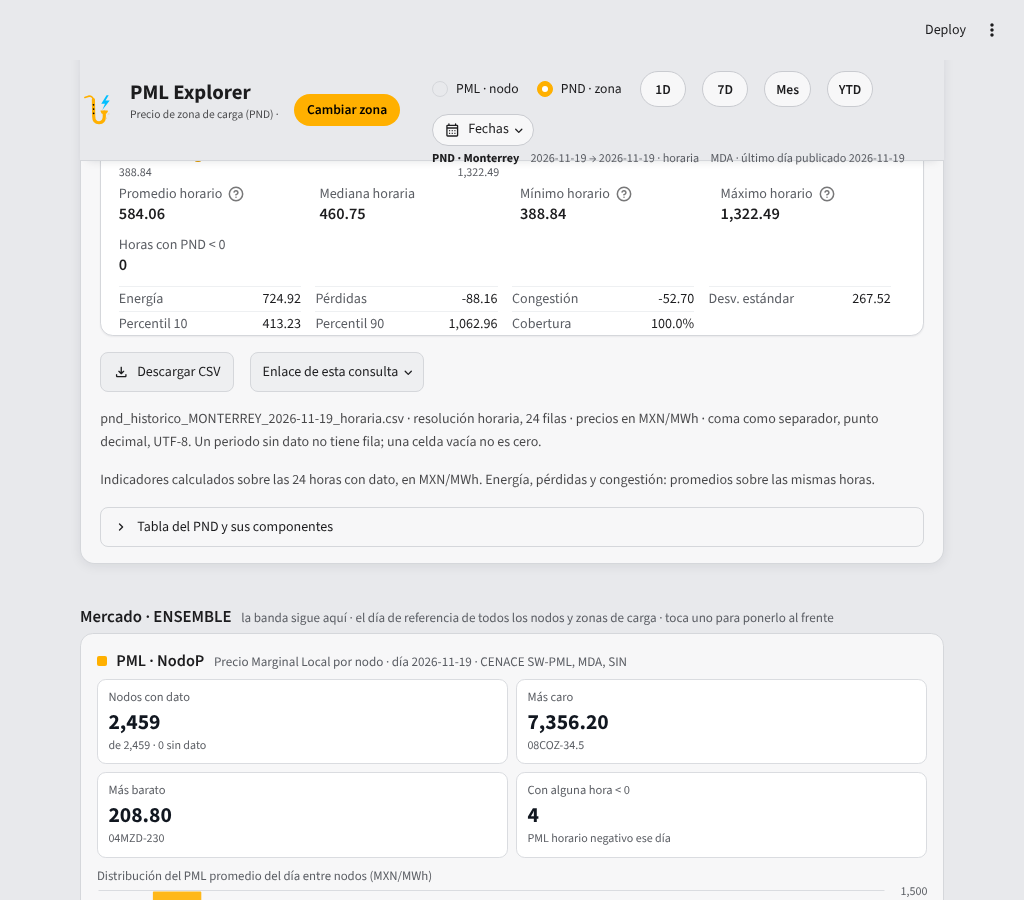 Deploy
PML Explorer
Precio de zona de carga (PND) ·
Cambiar zona
PML · nodo
PND · zona
1D
7D
Mes
YTD
Fechas
PND · Monterrey 2026-11-19 → 2026-11-19 · horaria MDA · último día publicado 2026-11-19
388.84 1,322.49
Promedio horario Mediana horaria Mínimo horario Máximo horario
584.06 460.75 388.84 1,322.49
Horas con PND < 0
0
Energía 724.92 Pérdidas -88.16 Congestión -52.70 Desv. estándar 267.52
Percentil 10 413.23 Percentil 90 1,062.96 Cobertura 100.0%
Descargar CSV
Enlace de esta consulta
pnd_historico_MONTERREY_2026-11-19_horaria.csv · resolución horaria, 24 filas · precios en MXN/MWh · coma como separador, punto
decimal, UTF-8. Un periodo sin dato no tiene fila; una celda vacía no es cero.
Indicadores calculados sobre las 24 horas con dato, en MXN/MWh. Energía, pérdidas y congestión: promedios sobre las mismas horas.
Tabla del PND y sus componentes
Mercado · ENSEMBLE la banda sigue aquí · el día de referencia de todos los nodos y zonas de carga · toca uno para ponerlo al frente
PML · NodoP Precio Marginal Local por nodo · día 2026-11-19 · CENACE SW-PML, MDA, SIN
Nodos con dato
2,459
de 2,459 · 0 sin dato
Más caro
7,356.20
08COZ-34.5
Más barato
208.80
04MZD-230
Con alguna hora < 0
4
PML horario negativo ese día
Distribución del PML promedio del día entre nodos (MXN/MWh)
1,500